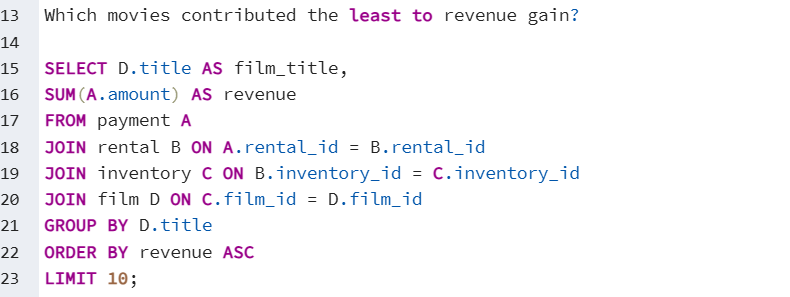 13 Which movies contributed the least to revenue gain?
14
15 SELECT D.title AS film_title,
16 SUM(A.amount) AS revenue
17 FROM payment A
18 JOIN rental B ON A.rental_id = B.rental_id
19 JOIN inventory C ON B.inventory_id = C.inventory_id
20 JOIN film D ON C.film_id = D.film_id
21 GROUP BY D.title
22 ORDER BY revenue ASC
23 LIMIT 10;